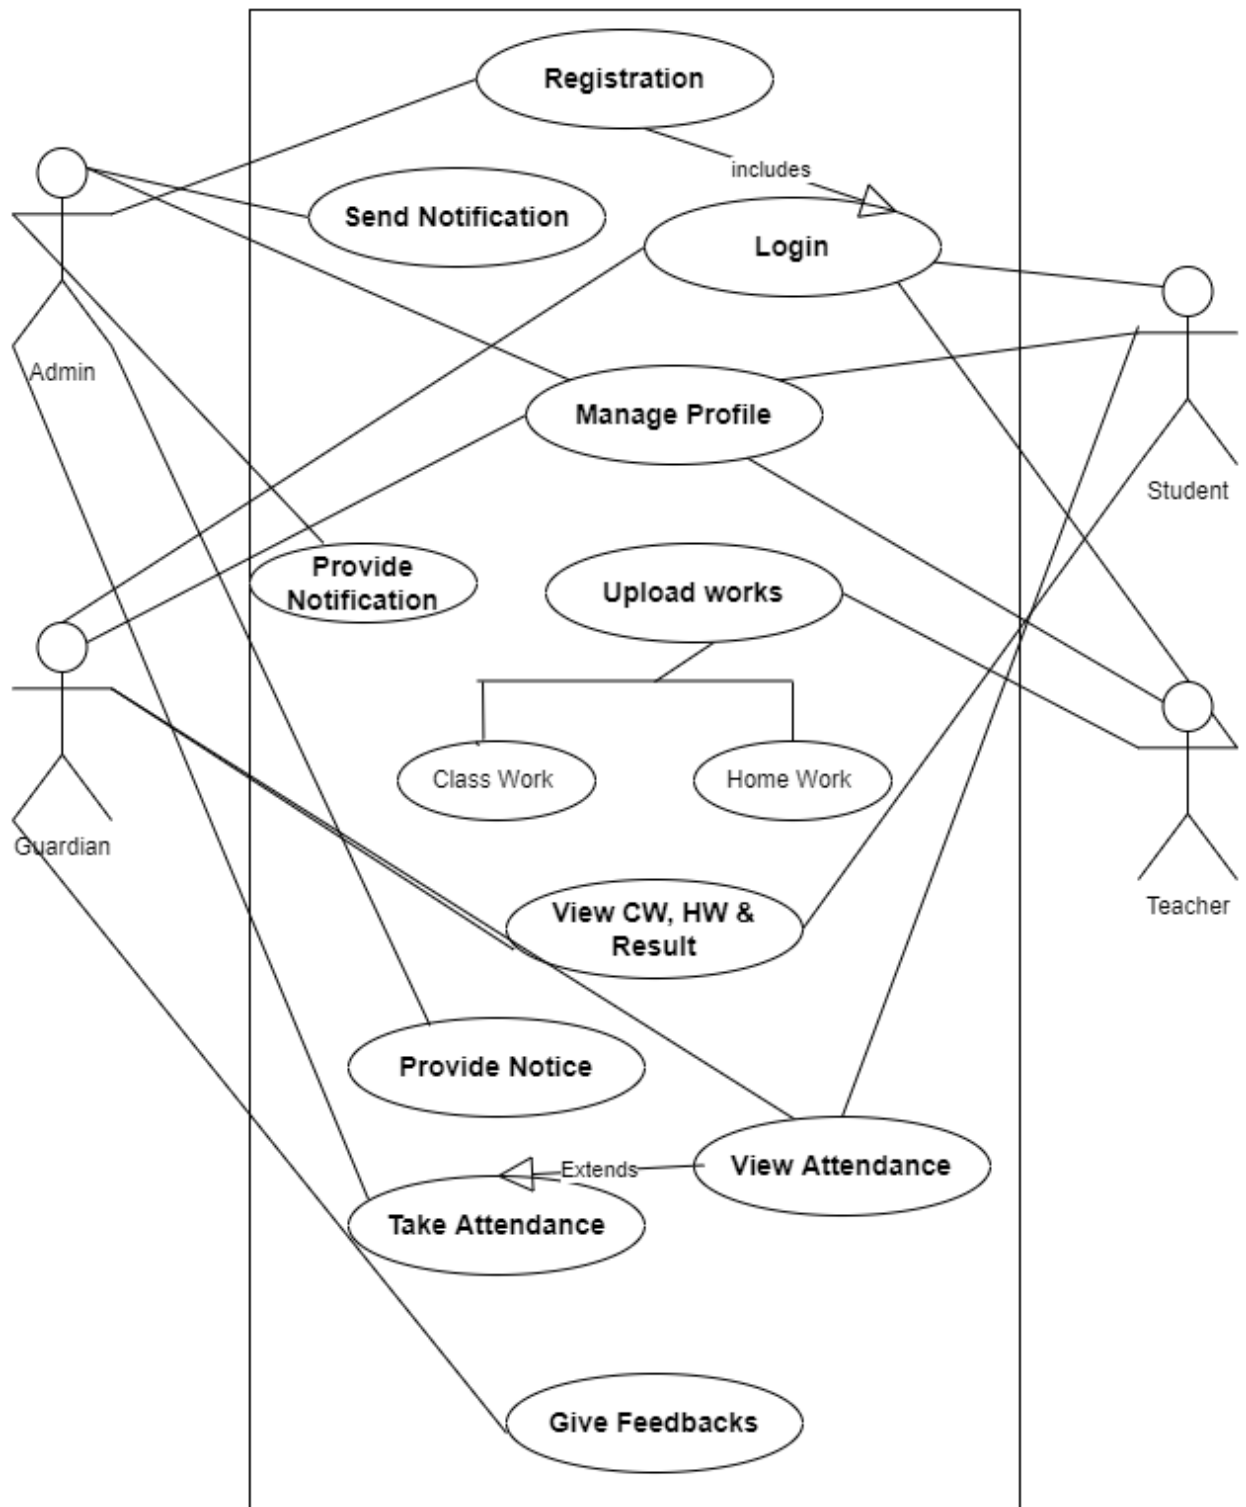 Registration
includes
Send Notification
Login
Admin
Manage Profile
Student
Provide
Notification
Upload works
Class Work
Home Work
Guardian
View CW, HW &
Result
Teacher
Provide Notice
Extends
View Attendance
Take Attendance
Give Feedbacks